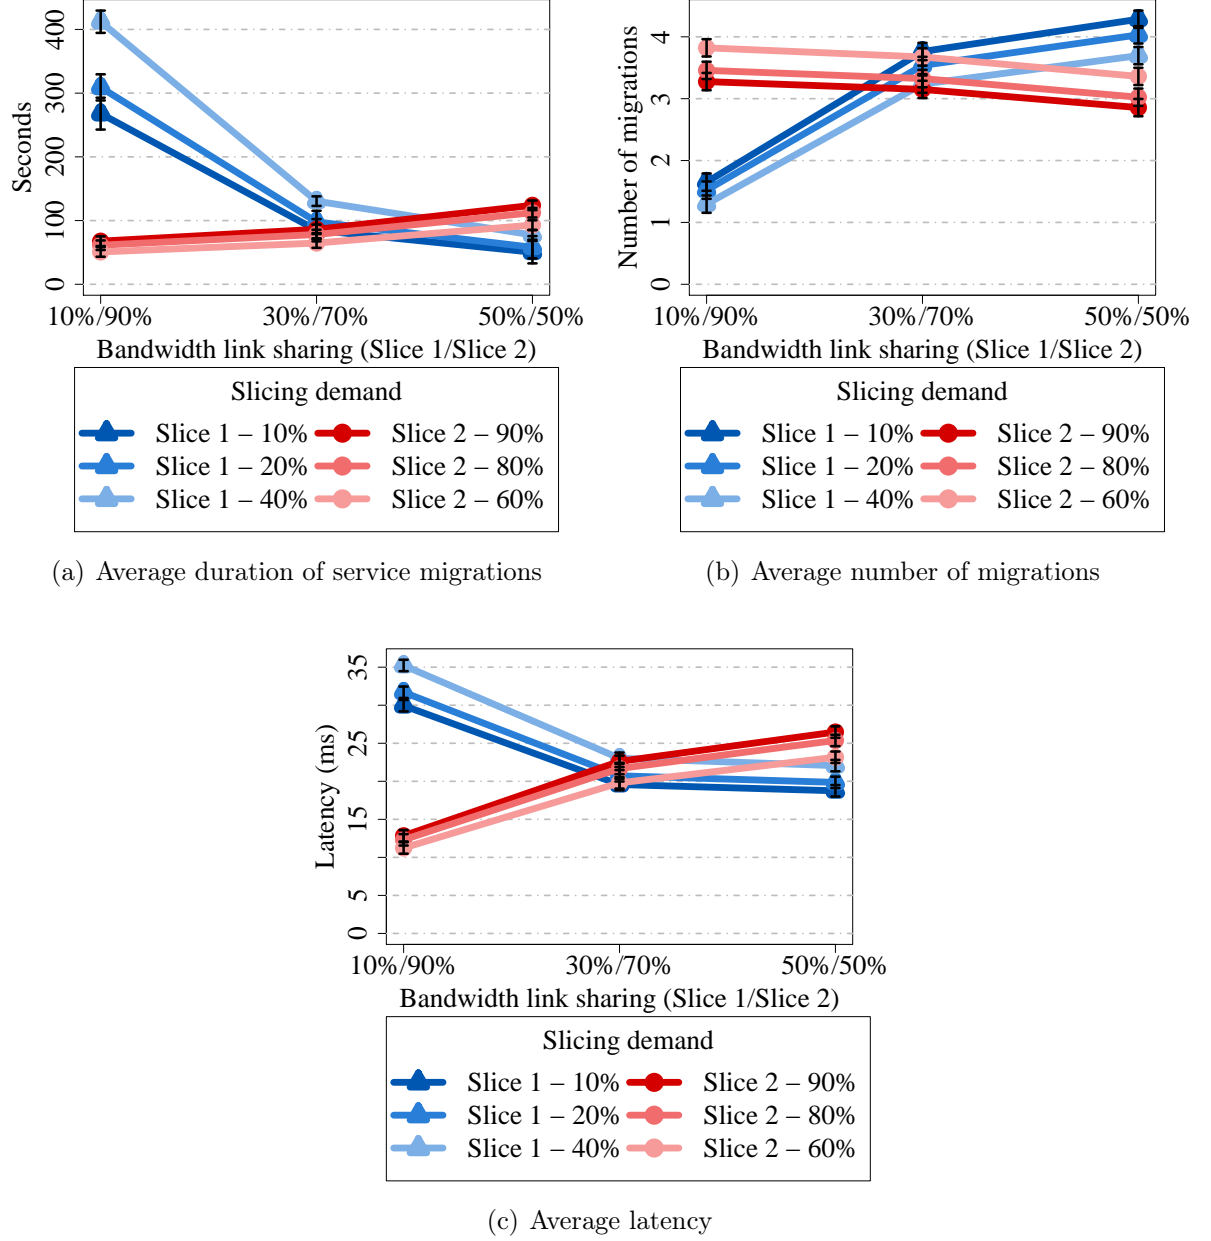 Seconds
0
100
200
300
400
10%/90%
30%/70%
50%/50%
Bandwidth link sharing (Slice 1/Slice 2)
Slicing demand
Slice 1 – 10%
Slice 2 – 90%
Slice 1 – 20%
Slice 2 – 80%
Slice 1 – 40%
Slice 2 – 60%
(a) Average duration of service migrations
Number of migrations
0
1
2
3
4
10%/90%
30%/70%
50%/50%
Bandwidth link sharing (Slice 1/Slice 2)
Slicing demand
Slice 1 – 10%
Slice 2 – 90%
Slice 1 – 20%
Slice 2 – 80%
Slice 1 – 40%
Slice 2 – 60%
(b) Average number of migrations
Latency (ms)
0
5
15
25
35
10%/90%
30%/70%
50%/50%
Bandwidth link sharing (Slice 1/Slice 2)
Slicing demand
Slice 1 – 10%
Slice 2 – 90%
Slice 1 – 20%
Slice 2 – 80%
Slice 1 – 40%
Slice 2 – 60%
(c) Average latency